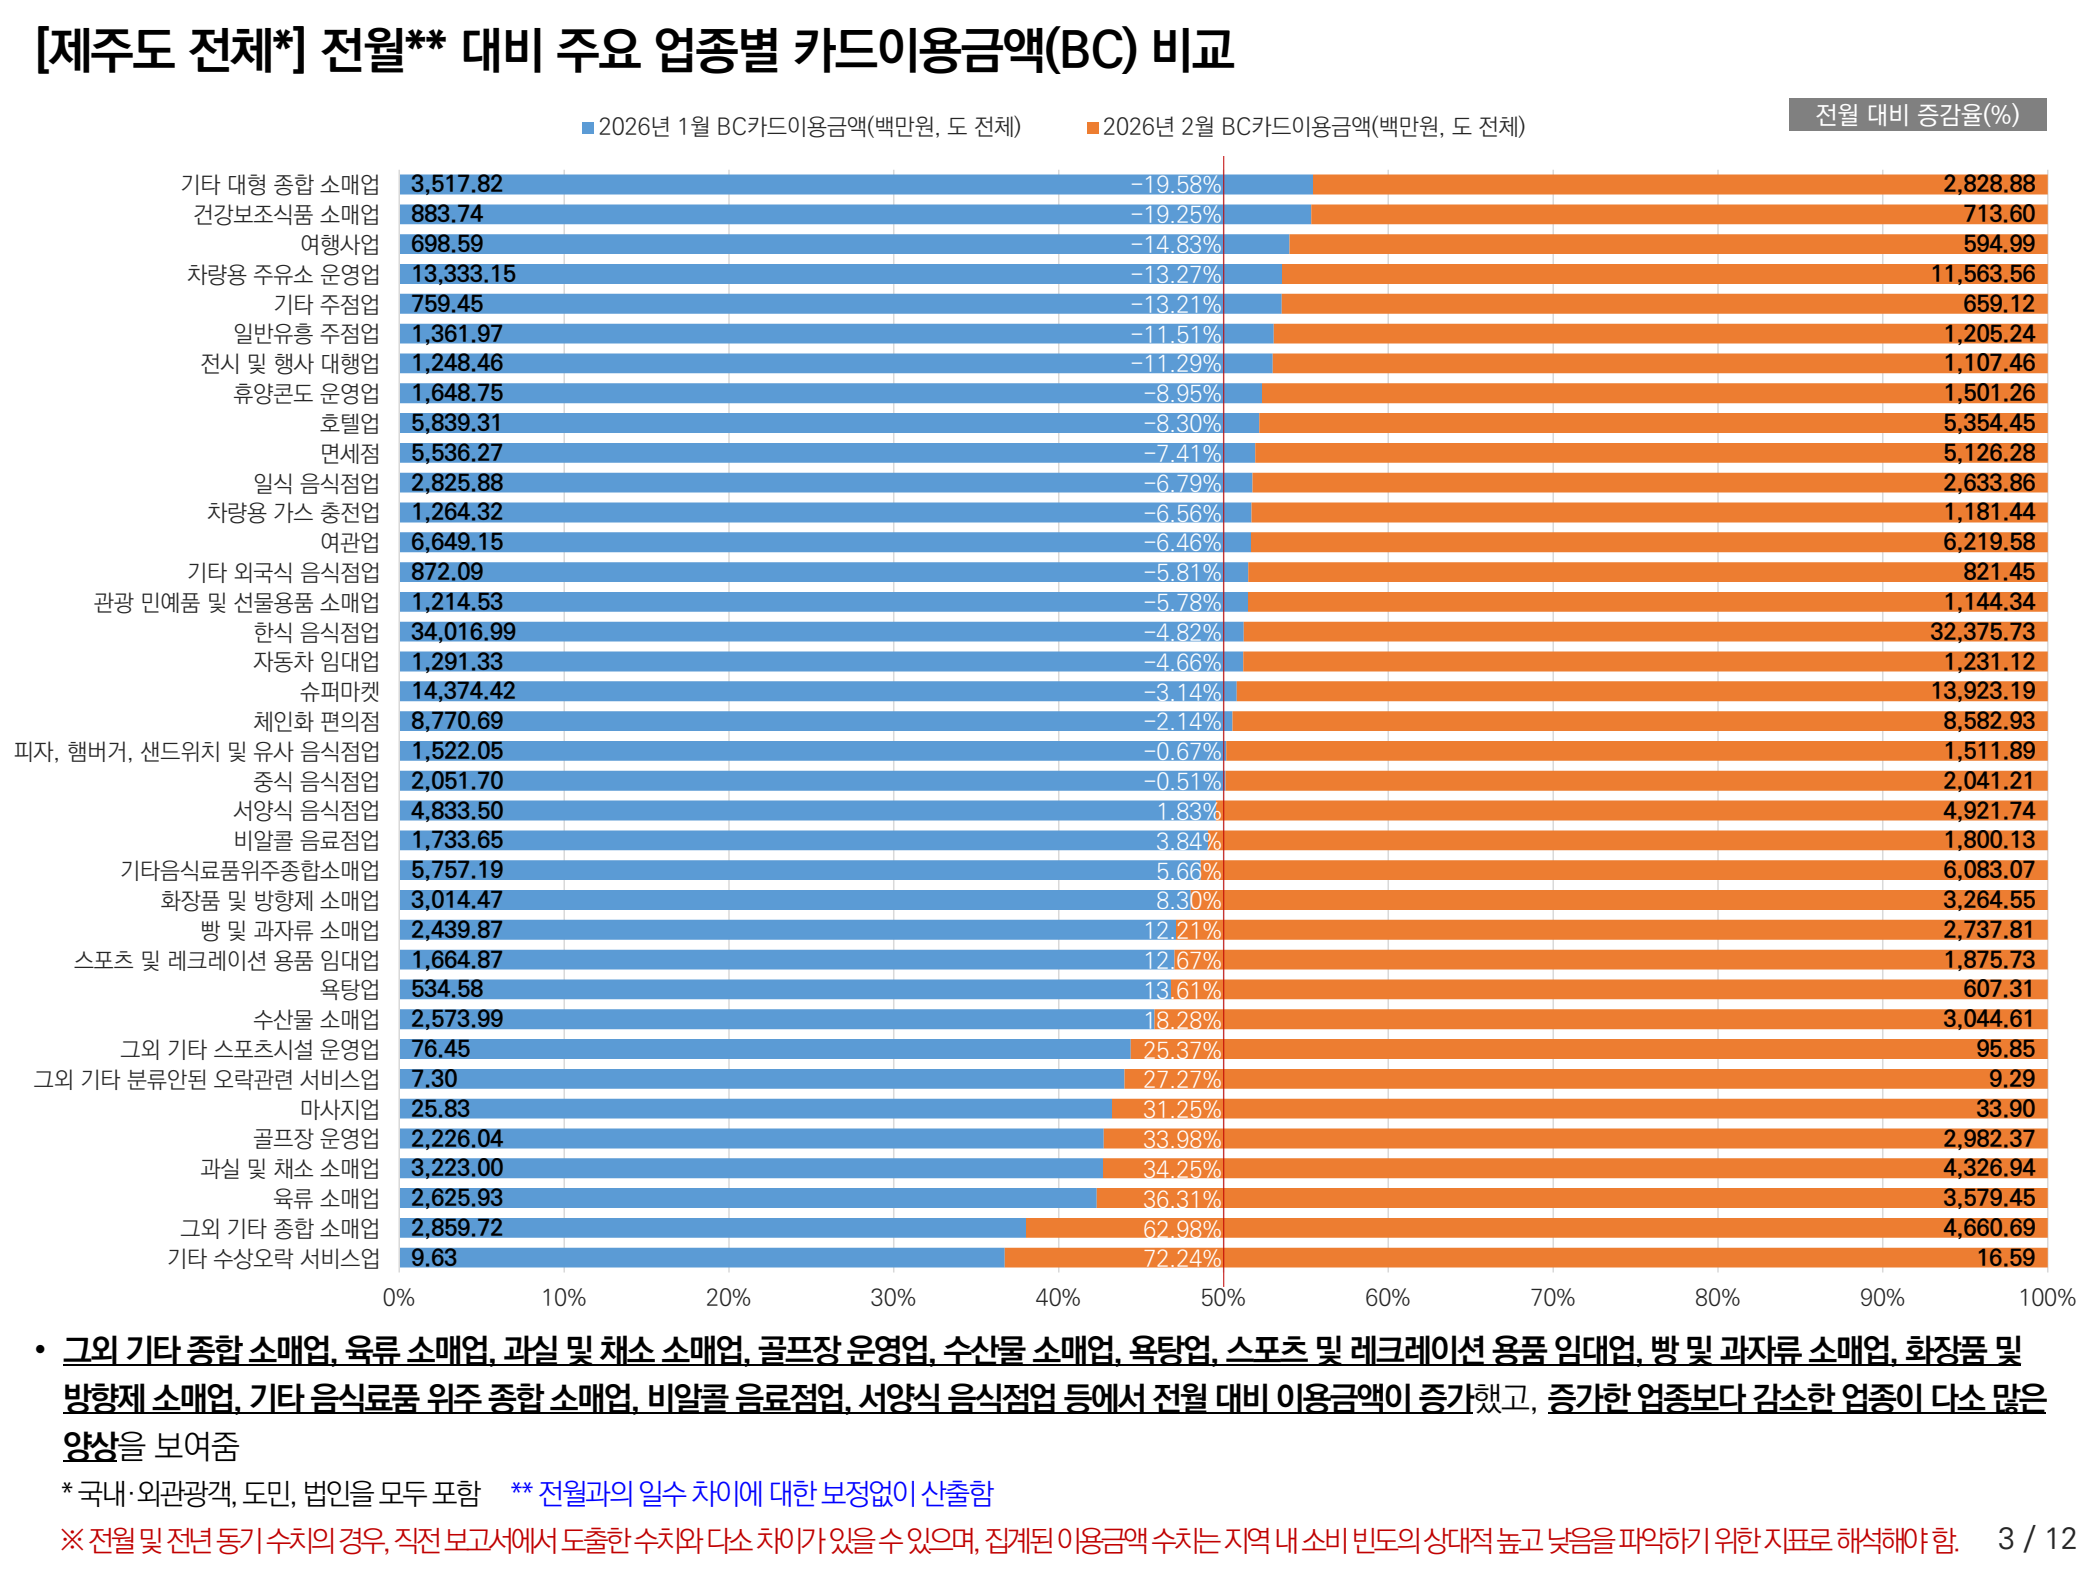 [제주도 전체*] 전월** 대비 주요 업종별 카드이용금액(BC) 비교
2026년 1월 BC카드이용금액(백만원, 도 전체) 2026년 2월 BC카드이용금액(백만원, 도 전체) 전월 대비 증감율(%)
기타 대형 종합 소매업 3,517.82 -19.58% 2,828.88
건강보조식품 소매업 883.74 -19.25% 713.60
여행사업 698.59 -14.83% 594.99
차량용 주유소 운영업 13,333.15 -13.27% 11,563.56
기타 주점업 759.45 -13.21% 659.12
일반유흥 주점업 1,361.97 -11.51% 1,205.24
전시 및 행사 대행업 1,248.46 -11.29% 1,107.46
휴양콘도 운영업 1,648.75 -8.95% 1,501.26
호텔업 5,839.31 -8.30% 5,354.45
면세점 5,536.27 -7.41% 5,126.28
일식 음식점업 2,825.88 -6.79% 2,633.86
차량용 가스 충전업 1,264.32 -6.56% 1,181.44
여관업 6,649.15 -6.46% 6,219.58
기타 외국식 음식점업 872.09 -5.81% 821.45
관광 민예품 및 선물용품 소매업 1,214.53 -5.78% 1,144.34
한식 음식점업 34,016.99 -4.82% 32,375.73
자동차 임대업 1,291.33 -4.66% 1,231.12
슈퍼마켓 14,374.42 -3.14% 13,923.19
체인화 편의점 8,770.69 -2.14% 8,582.93
피자, 햄버거, 샌드위치 및 유사 음식점업 1,522.05 -0.67% 1,511.89
중식 음식점업 2,051.70 -0.51% 2,041.21
서양식 음식점업 4,833.50 1.83% 4,921.74
비알콜 음료점업 1,733.65 3.84% 1,800.13
기타음식료품위주종합소매업 5,757.19 5.66% 6,083.07
화장품 및 방향제 소매업 3,014.47 8.30% 3,264.55
빵 및 과자류 소매업 2,439.87 12.21% 2,737.81
스포츠 및 레크레이션 용품 임대업 1,664.87 12.67% 1,875.73
욕탕업 534.58 13.61% 607.31
수산물 소매업 2,573.99 18.28% 3,044.61
그외 기타 스포츠시설 운영업 76.45 25.37% 95.85
그외 기타 분류안된 오락관련 서비스업 7.30 27.27% 9.29
마사지업 25.83 31.25% 33.90
골프장 운영업 2,226.04 33.98% 2,982.37
과실 및 채소 소매업 3,223.00 34.25% 4,326.94
육류 소매업 2,625.93 36.31% 3,579.45
그외 기타 종합 소매업 2,859.72 62.98% 4,660.69
기타 수상오락 서비스업 9.63 72.24% 16.59
0% 10% 20% 30% 40% 50% 60% 70% 80% 90% 100%
• 그외 기타 종합 소매업, 육류 소매업, 과실 및 채소 소매업, 골프장 운영업, 수산물 소매업, 욕탕업, 스포츠 및 레크레이션 용품 임대업, 빵 및 과자류 소매업, 화장품 및
방향제 소매업, 기타 음식료품 위주 종합 소매업, 비알콜 음료점업, 서양식 음식점업 등에서 전월 대비 이용금액이 증가했고, 증가한 업종보다 감소한 업종이 다소 많은
양상을 보여줌
* 국내·외관광객, 도민, 법인을 모두 포함 ** 전월과의 일수 차이에 대한 보정없이 산출함
※ 전월 및 전년 동기 수치의 경우, 직전 보고서에서 도출한 수치와 다소 차이가 있을 수 있으며, 집계된 이용금액 수치는 지역 내 소비 빈도의 상대적 높고 낮음을 파악하기 위한 지표로 해석해야 함. 3 / 12